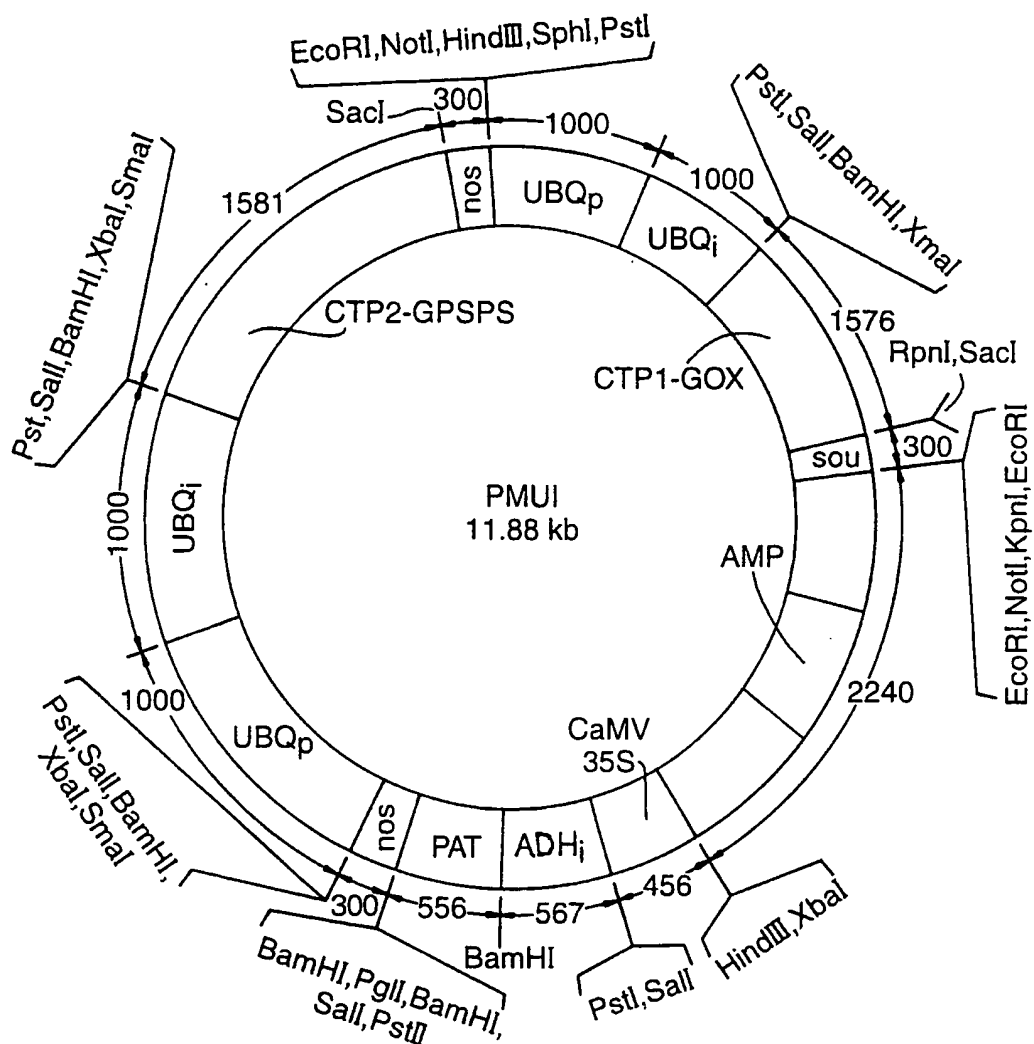 EcoRI,NotI,HindIII,SphI,PstI
SacI
300
1000
1000
PstI,SalI,BamHI,XmaI
1581
nos
UBQp
UBQi
Pst,SalI,BamHI,XbaI,SmaI
CTP2-GPSPS
CTP1-GOX
1576
RpnI,SacI
300
sou
EcoRI,NotI,KpnI,EcoRI
PMUI
11.88 kb
1000
UBQi
AMP
2240
1000
UBQp
CaMV
35S
PstI,SalI,BamHI,
XbaI,SmaI
nos
PAT
ADHi
300
556
567
456
HindIII,XbaI
BamHI
PstI,SalI
BamHI,PglI,BamHI,
SalI,PstII